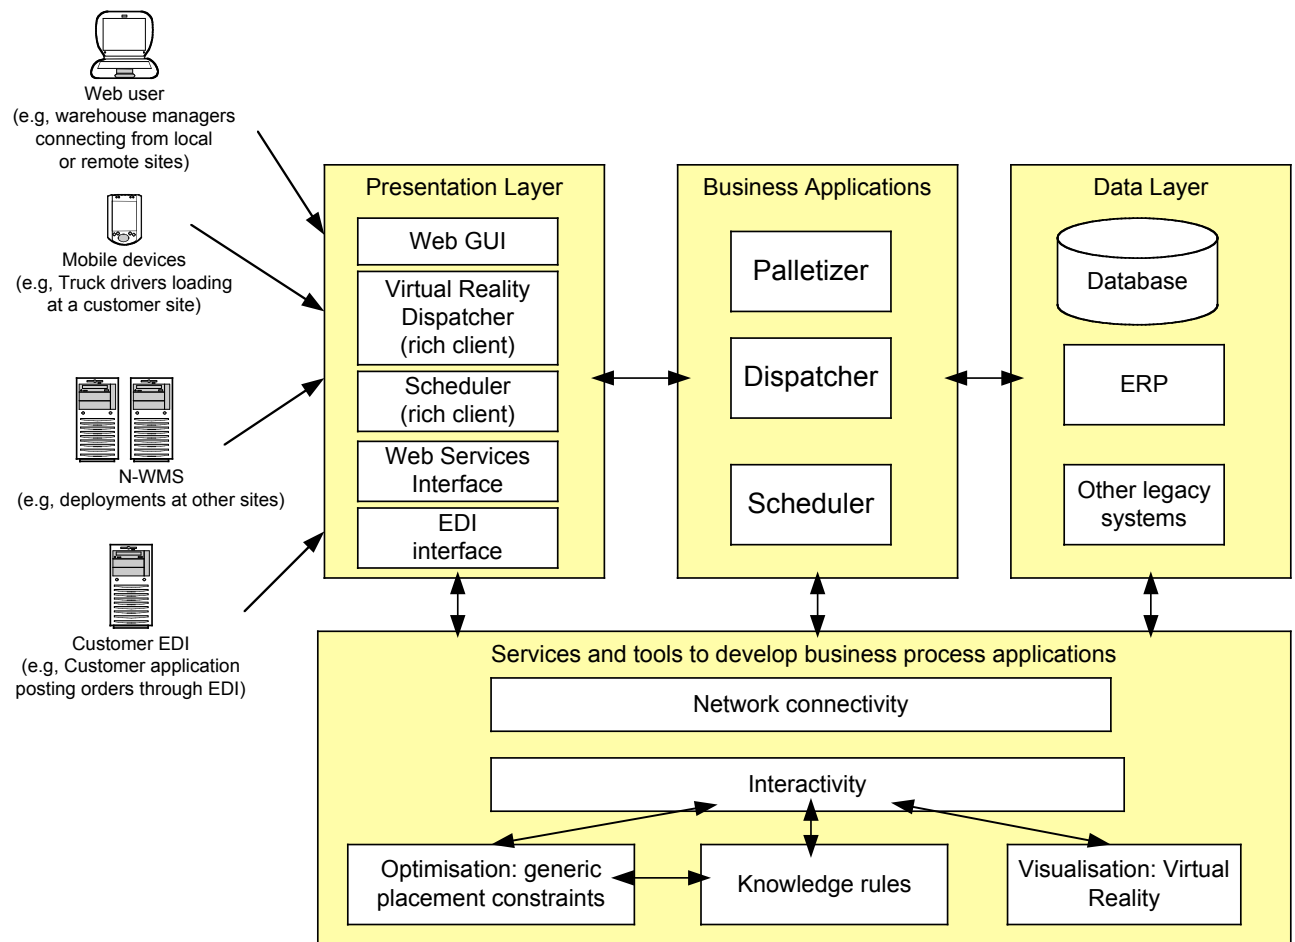 Web user
(e.g, warehouse managers
connecting from local
or remote sites)
Mobile devices
(e.g, Truck drivers loading
at a customer site)
N-WMS
(e.g, deployments at other sites)
Customer EDI
(e.g, Customer application
posting orders through EDI)
Presentation Layer
Web GUI
Virtual Reality
Dispatcher
(rich client)
Scheduler
(rich client)
Web Services
Interface
EDI
interface
Business Applications
Palletizer
Dispatcher
Scheduler
Data Layer
Database
ERP
Other legacy
systems
Services and tools to develop business process applications
Network connectivity
Interactivity
Optimisation: generic
placement constraints
Knowledge rules
Visualisation: Virtual
Reality